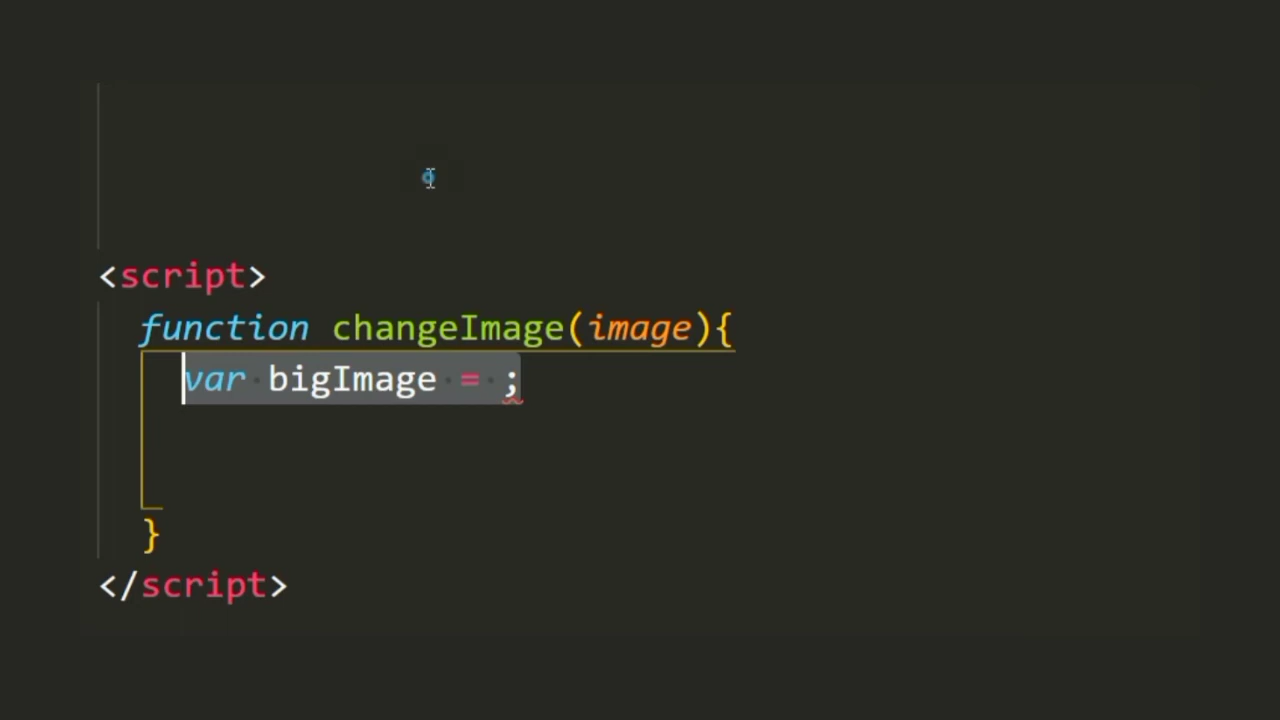 <script>
function changeImage(image){
var bigImage = ;
}
</script>